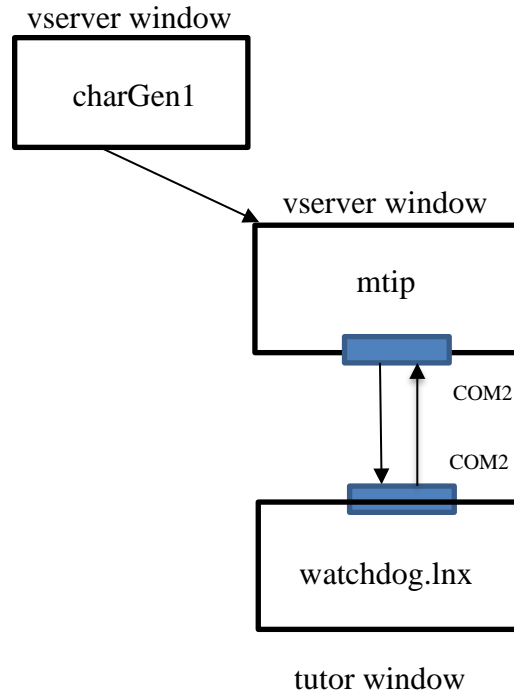 vserver window
charGen1
vserver window
mtip
COM2
COM2
watchdog.lnx
tutor window